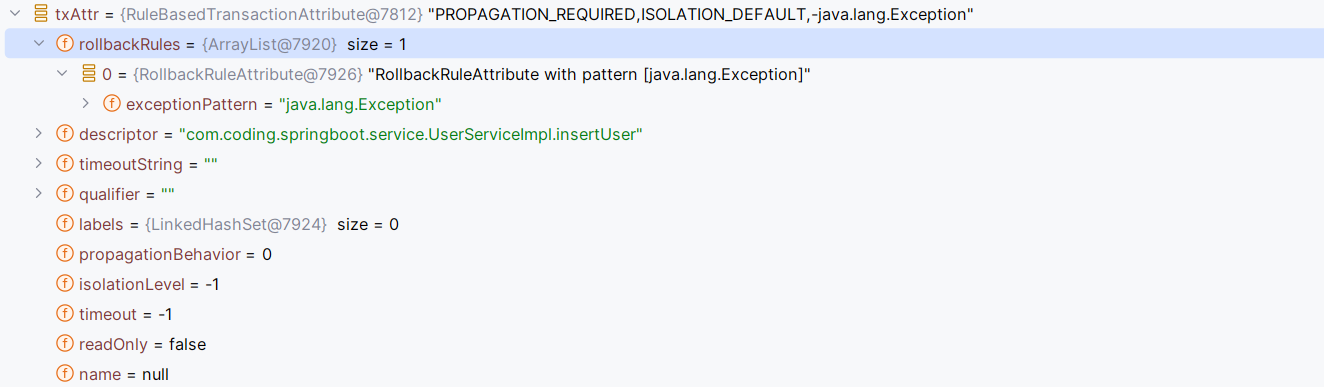 txAttr = {RuleBasedTransactionAttribute@7812} "PROPAGATION_REQUIRED,ISOLATION_DEFAULT,-java.lang.Exception"
f rollbackRules = {ArrayList@7920} size = 1
0 = {RollbackRuleAttribute@7926} "RollbackRuleAttribute with pattern [java.lang.Exception]"
f exceptionPattern = "java.lang.Exception"
f descriptor = "com.coding.springboot.service.UserServiceImpl.insertUser"
f timeoutString = ""
f qualifier = ""
f labels = {LinkedHashSet@7924} size = 0
f propagationBehavior = 0
f isolationLevel = -1
f timeout = -1
f readOnly = false
f name = null